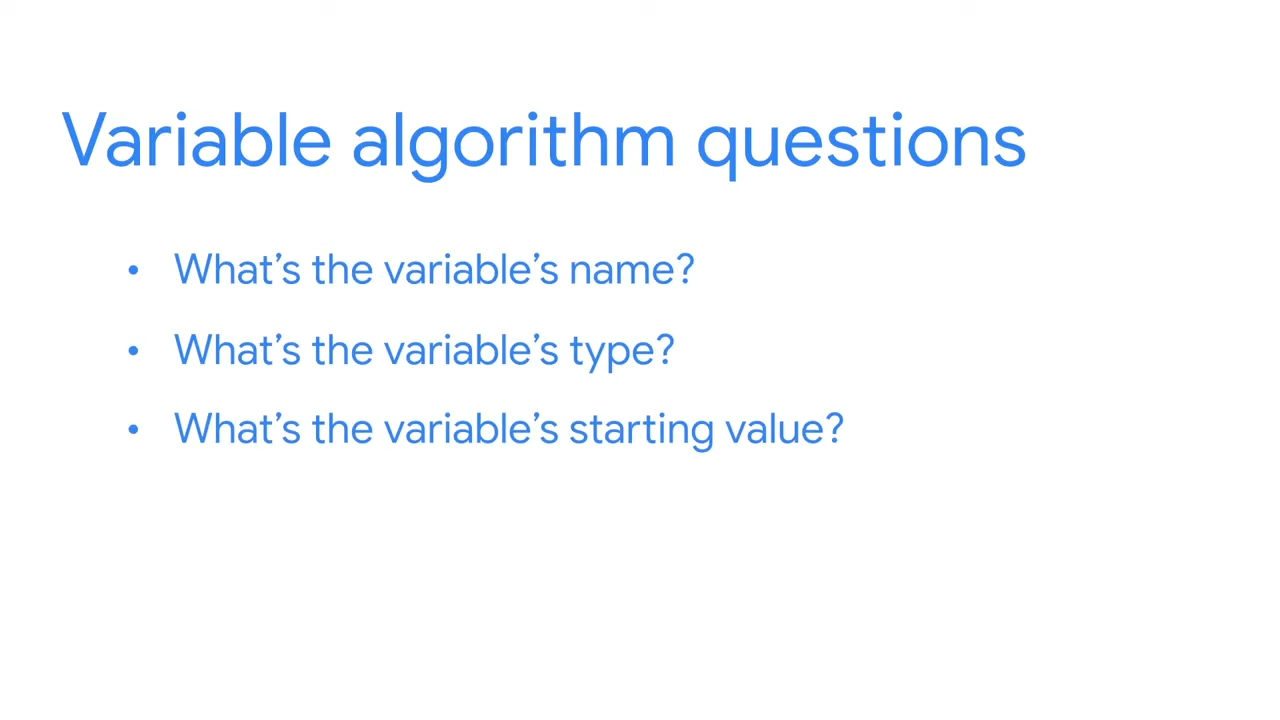 Variable algorithm questions
• What’s the variable’s name?
• What’s the variable’s type?
• What’s the variable’s starting value?